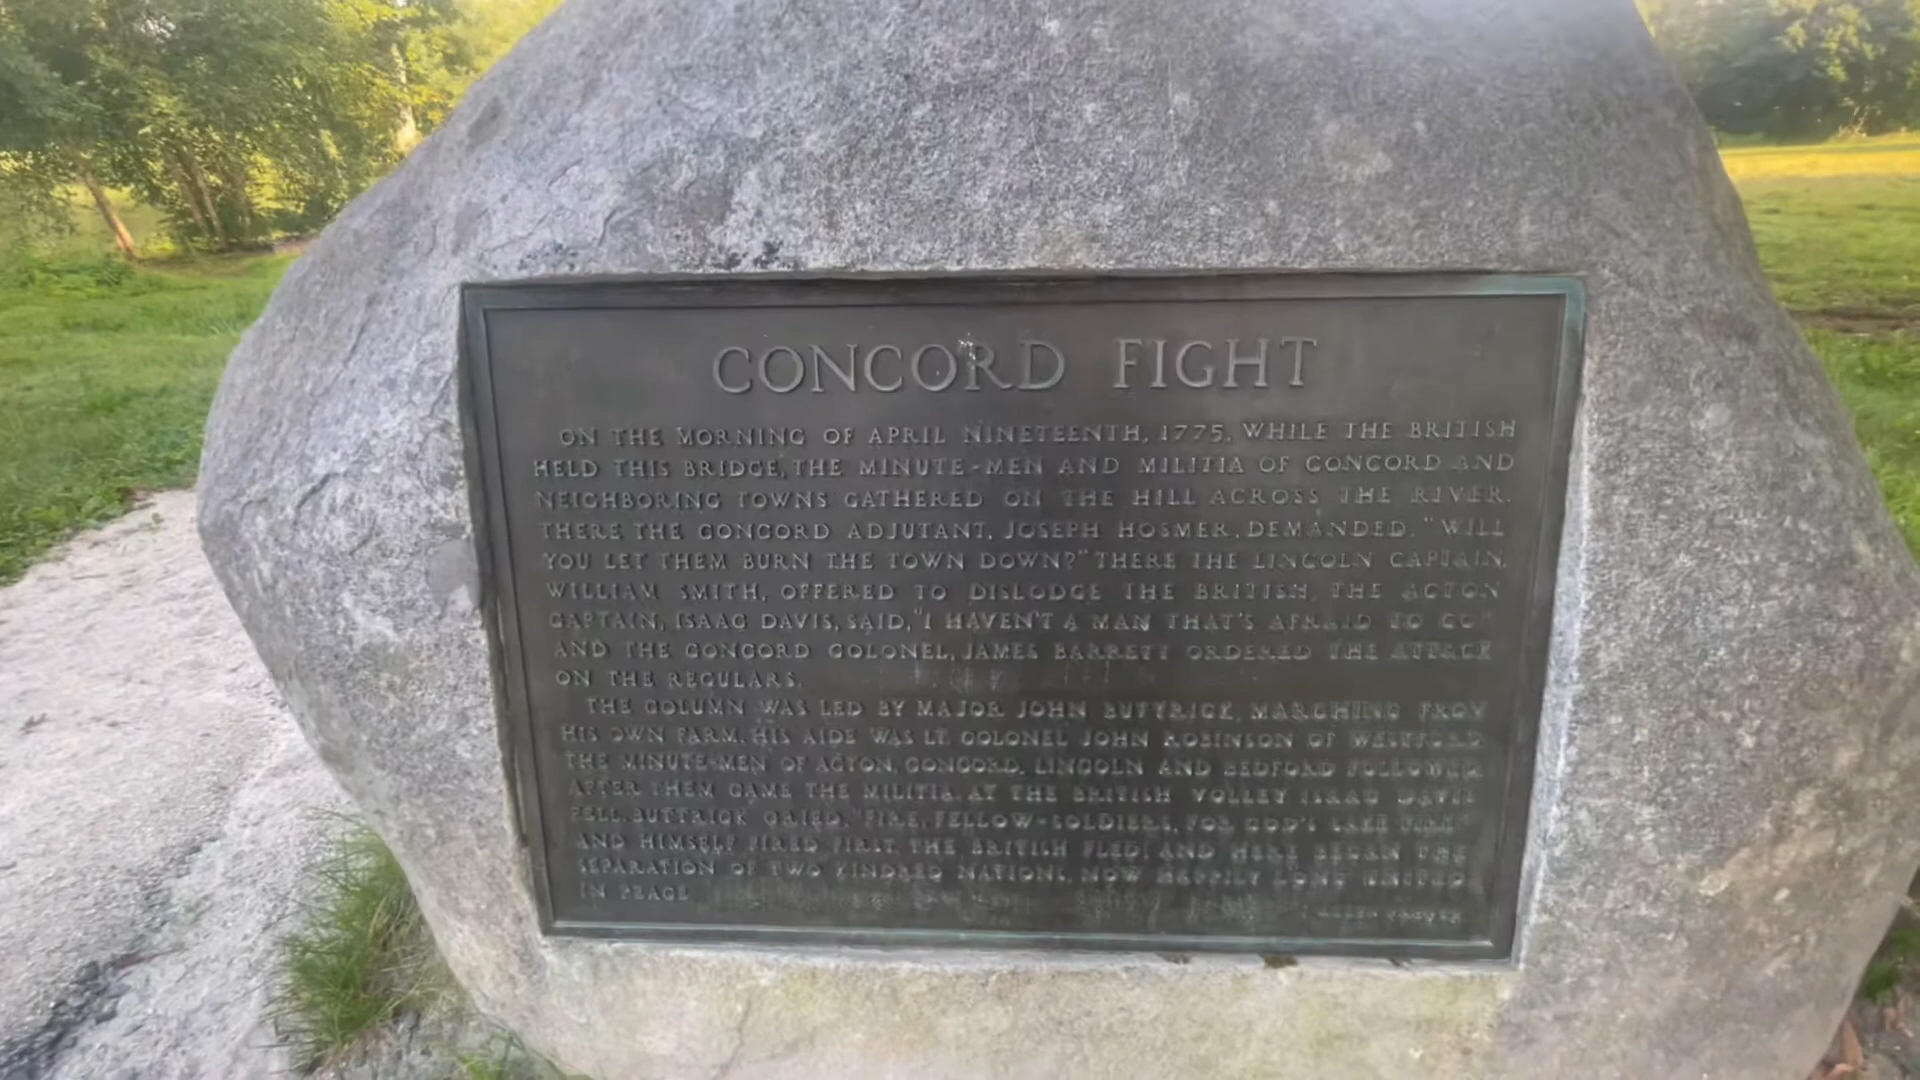 CONCORD FIGHT
ON THE MORNING OF APRIL NINETEENTH, 1775, WHILE THE BRITISH
HELD THIS BRIDGE, THE MINUTE-MEN AND MILITIA OF CONCORD AND
NEIGHBORING TOWNS GATHERED ON THE HILL ACROSS THE RIVER.
THERE THE CONCORD ADJUTANT, JOSEPH HOSMER, DEMANDED, "WILL
YOU LET THEM BURN THE TOWN DOWN?" THERE THE LINCOLN CAPTAIN,
WILLIAM SMITH, OFFERED TO DISLODGE THE BRITISH, THE ACTON
CAPTAIN, ISAAC DAVIS, SAID, "I HAVEN'T A MAN THAT'S AFRAID TO GO"
AND THE CONCORD COLONEL, JAMES BARRETT ORDERED THE ATTACK
ON THE REGULARS.
THE COLUMN WAS LED BY MAJOR JOHN BUTTRICK, MARCHING FROM
HIS OWN FARM. HIS AIDE WAS LT. COLONEL JOHN ROBINSON OF WESTFORD
THE MINUTE-MEN OF ACTON, CONCORD, LINCOLN AND BEDFORD FOLLOWED
AFTER THEM CAME THE MILITIA. AT THE BRITISH VOLLEY ISAAC DAVIS
FELL. BUTTRICK CRIED, "FIRE, FELLOW-SOLDIERS, FOR GOD'S SAKE FIRE"
AND HIMSELF FIRED FIRST. THE BRITISH FLED; AND HERE BEGAN THE
SEPARATION OF TWO KINDRED NATIONS, NOW HAPPILY LONG UNITED
IN PEACE